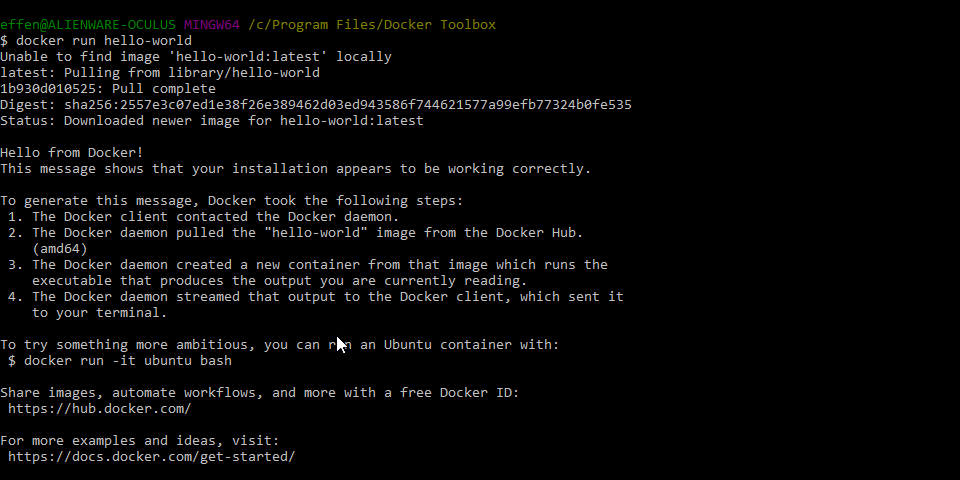 effen@ALIENWARE-OCULUS MINGW64 /c/Program Files/Docker Toolbox
$ docker run hello-world
Unable to find image 'hello-world:latest' locally
latest: Pulling from library/hello-world
1b930d010525: Pull complete
Digest: sha256:2557e3c07ed1e38f26e389462d03ed943586f744621577a99efb77324b0fe535
Status: Downloaded newer image for hello-world:latest

Hello from Docker!
This message shows that your installation appears to be working correctly.

To generate this message, Docker took the following steps:
 1. The Docker client contacted the Docker daemon.
 2. The Docker daemon pulled the "hello-world" image from the Docker Hub.
    (amd64)
 3. The Docker daemon created a new container from that image which runs the
    executable that produces the output you are currently reading.
 4. The Docker daemon streamed that output to the Docker client, which sent it
    to your terminal.

To try something more ambitious, you can run an Ubuntu container with:
 $ docker run -it ubuntu bash

Share images, automate workflows, and more with a free Docker ID:
 https://hub.docker.com/

For more examples and ideas, visit:
 https://docs.docker.com/get-started/